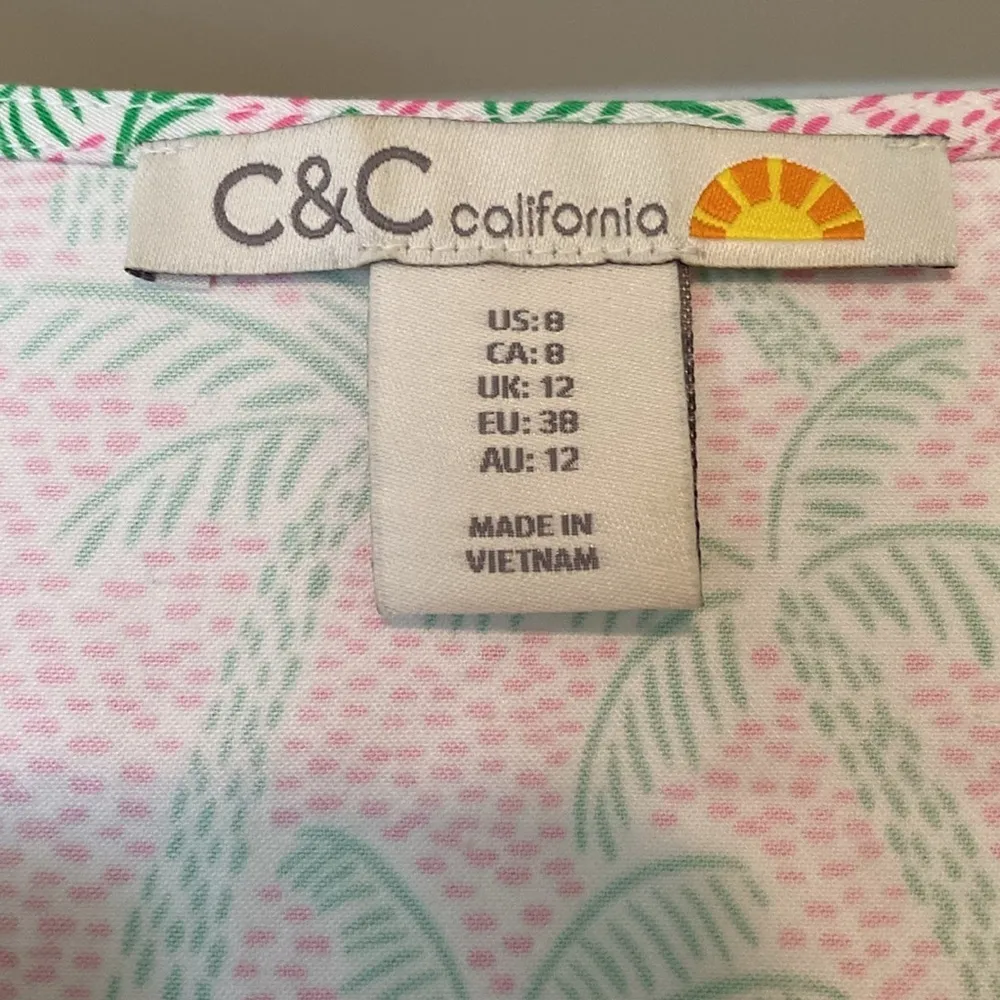 C&C california
US: 8
CA: 8
UK: 12
EU: 38
AU: 12
MADE IN
VIETNAM